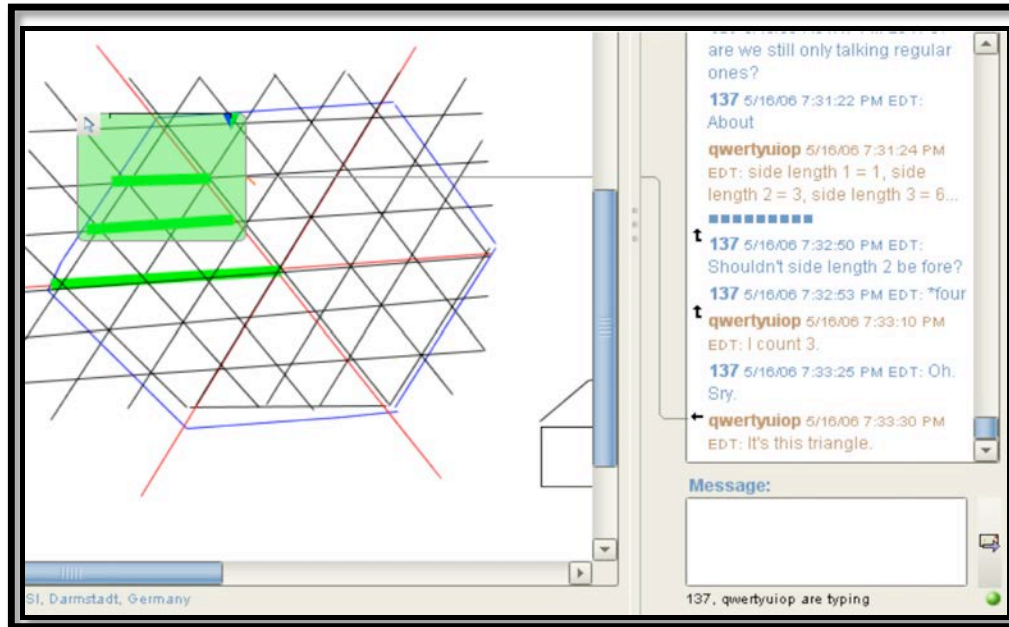 are we still only talking regular
ones?
137 5/16/06 7:31:22 PM EDT:
About
qwertyuiop 5/16/06 7:31:24 PM
EDT: side length 1 = 1, side
length 2 = 3, side length 3 = 6...
137 5/16/06 7:32:50 PM EDT:
Shouldn't side length 2 be fore?
137 5/16/06 7:32:53 PM EDT: *four
qwertyuiop 5/16/06 7:33:10 PM
EDT: I count 3.
137 5/16/06 7:33:25 PM EDT: Oh.
Sry.
qwertyuiop 5/16/06 7:33:30 PM
EDT: It's this triangle.
Message:
SI, Darmstadt, Germany
137, qwertyuiop are typing